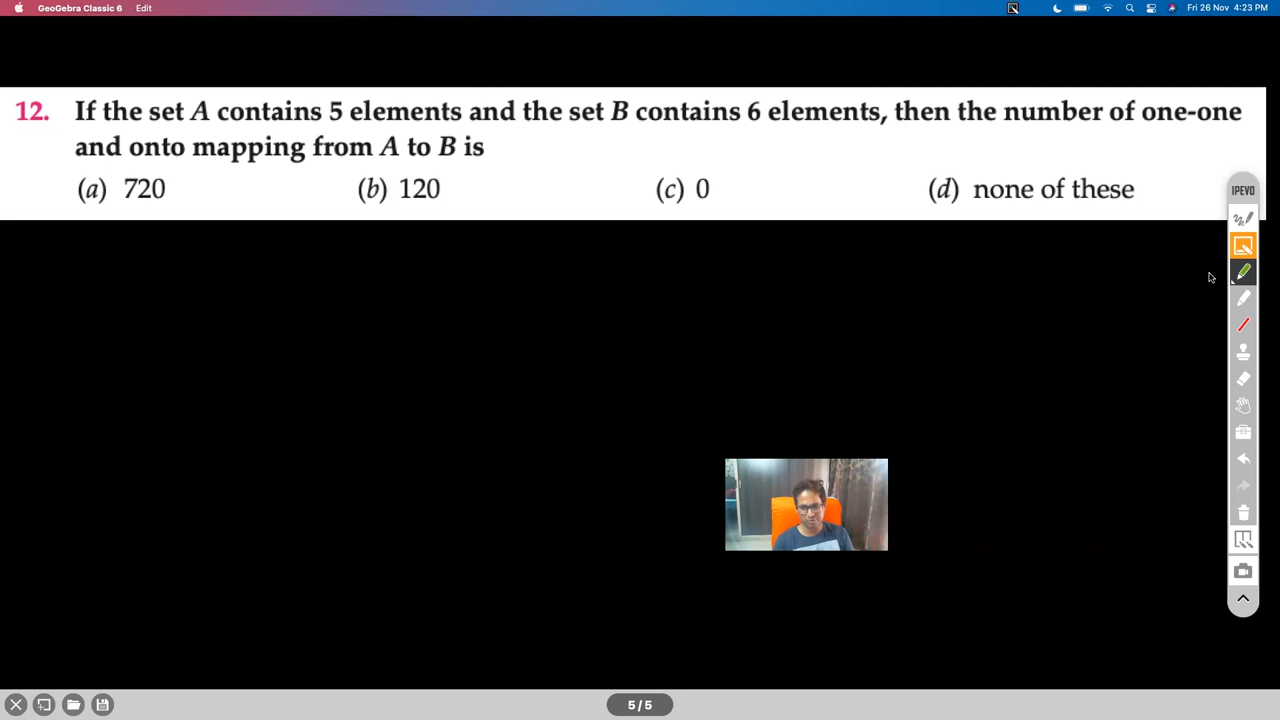 GeoGebra Classic 6 Edit Fri 26 Nov 4:23 PM
12. If the set A contains 5 elements and the set B contains 6 elements, then the number of one-one
and onto mapping from A to B is
(a) 720 (b) 120 (c) 0 (d) none of these
IPEVO
5 / 5